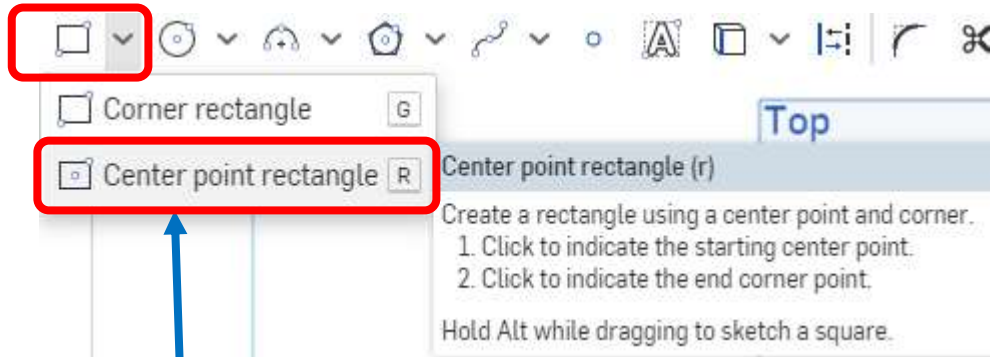 A
Corner rectangle G
Top
Center point rectangle R
Center point rectangle (r)
Create a rectangle using a center point and corner.
1. Click to indicate the starting center point.
2. Click to indicate the end corner point.
Hold Alt while dragging to sketch a square.